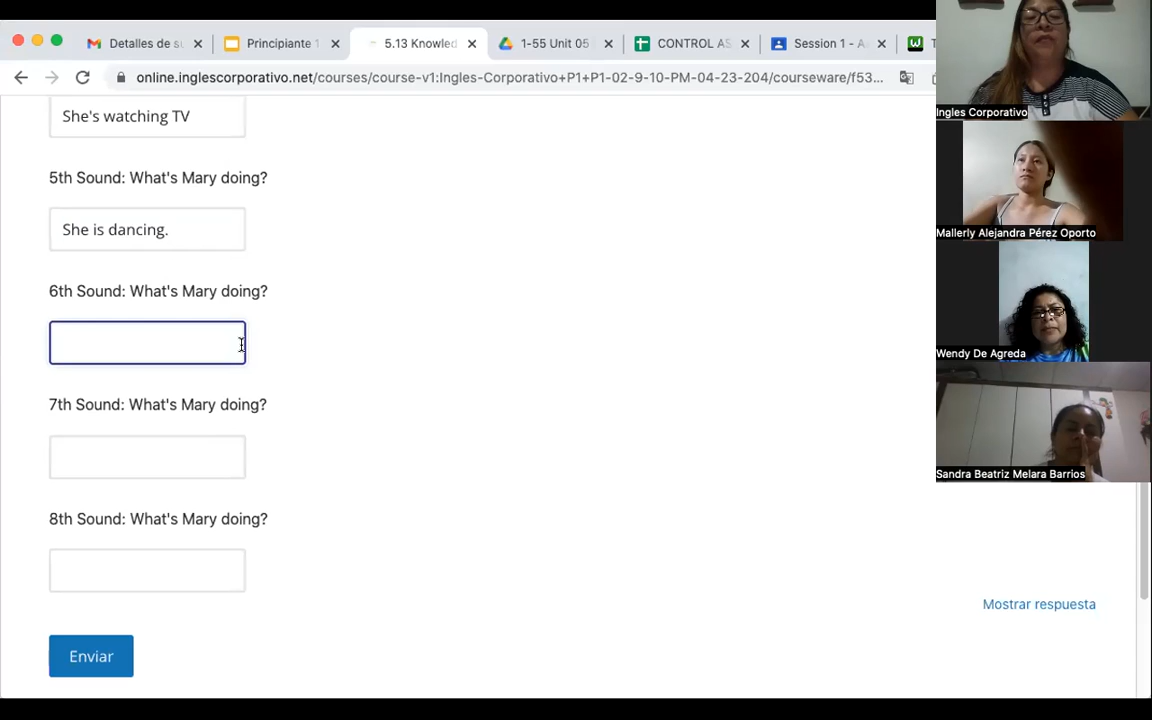 Detalles de su
Principiante 1
5.13 Knowled
1-55 Unit 05
CONTROL AS
Session 1 - A
online.inglescorporativo.net/courses/course-v1:Ingles-Corporativo+P1+P1-02-9-10-PM-04-23-204/courseware/f53...
She's watching TV
5th Sound: What's Mary doing?
She is dancing.
6th Sound: What's Mary doing?
7th Sound: What's Mary doing?
8th Sound: What's Mary doing?
Mostrar respuesta
Enviar
Ingles Corporativo
Mallerly Alejandra Pérez Oporto
Wendy De Agreda
Sandra Beatriz Melara Barrios